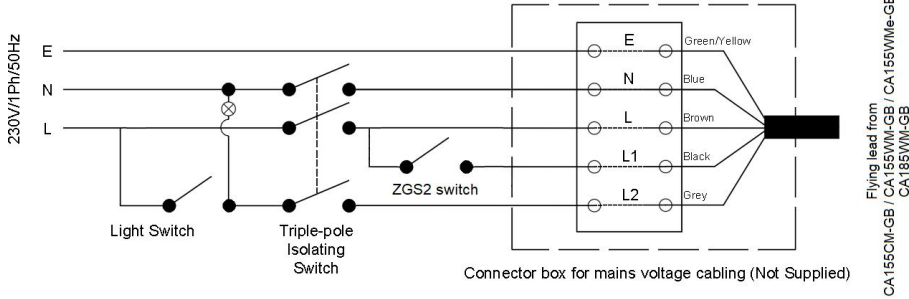 230V/1Ph/50Hz
E
N
L
Light Switch
Triple-pole
Isolating
Switch
ZGS2 switch
E
N
L
L1
L2
Green/Yellow
Blue
Brown
Black
Grey
Connector box for mains voltage cabling (Not Supplied)
Flying lead from
CA155CM-GB / CA155WM-GB / CA155WMe-GB
CA185WM-GB